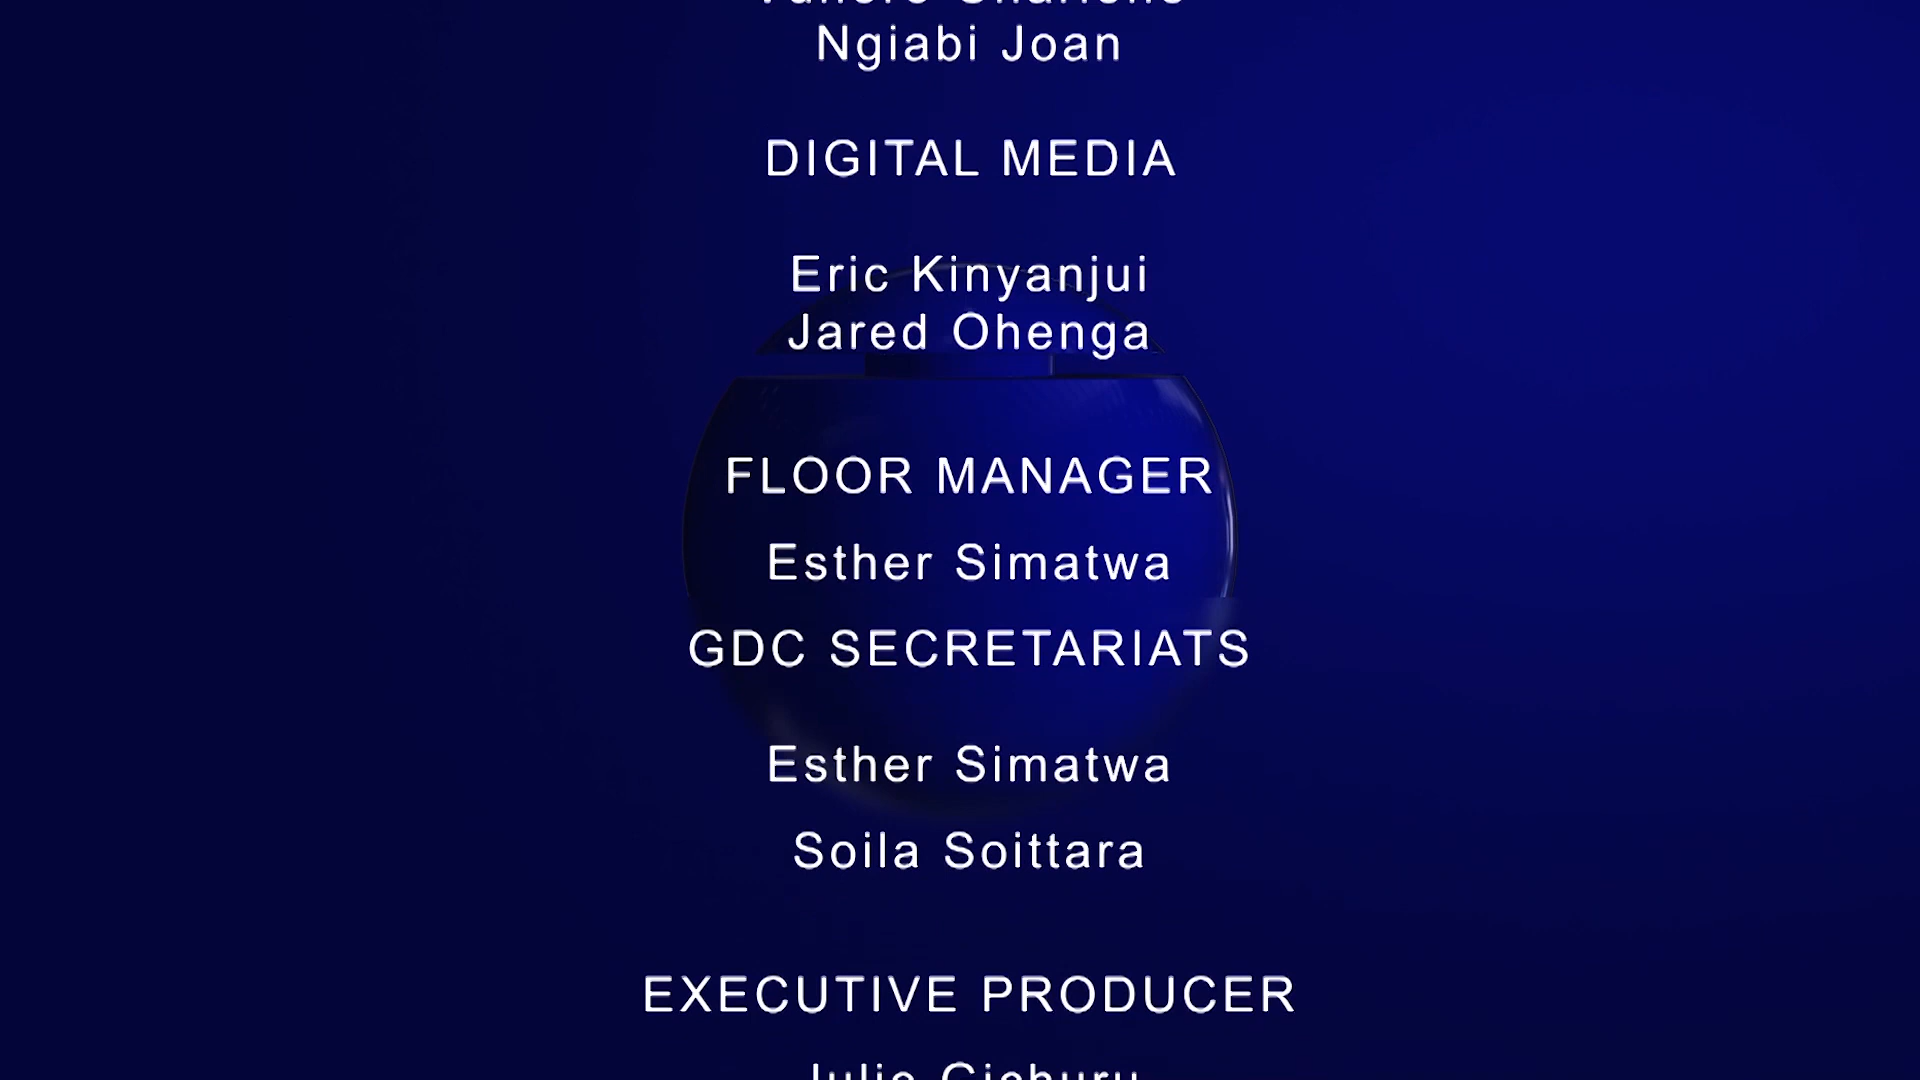 Ngiabi Joan
DIGITAL MEDIA
Eric Kinyanjui
Jared Ohenga
FLOOR MANAGER
Esther Simatwa
GDC SECRETARIATS
Esther Simatwa
Soila Soittara
EXECUTIVE PRODUCER